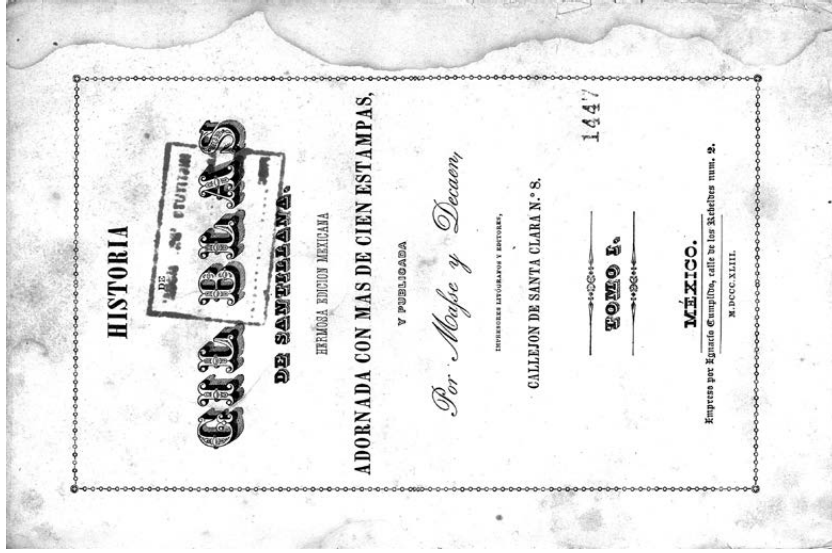 HISTORIA
DE
GIL BLAS
DE SANTILLANA.
HERMOSA EDICION MEXICANA
ADORNADA CON MAS DE CIEN ESTAMPAS,
Y PUBLICADA
Por Maſse y Decaen,
IMPRESORES LITÓGRAFOS Y EDITORES,
CALLEJON DE SANTA CLARA N.º 8.
1447
TOMO I.
MÉXICO.
Impreso por Ignacio Cumplido, calle de los Rebeldes num. 2.
M.DCCC.XLIII.